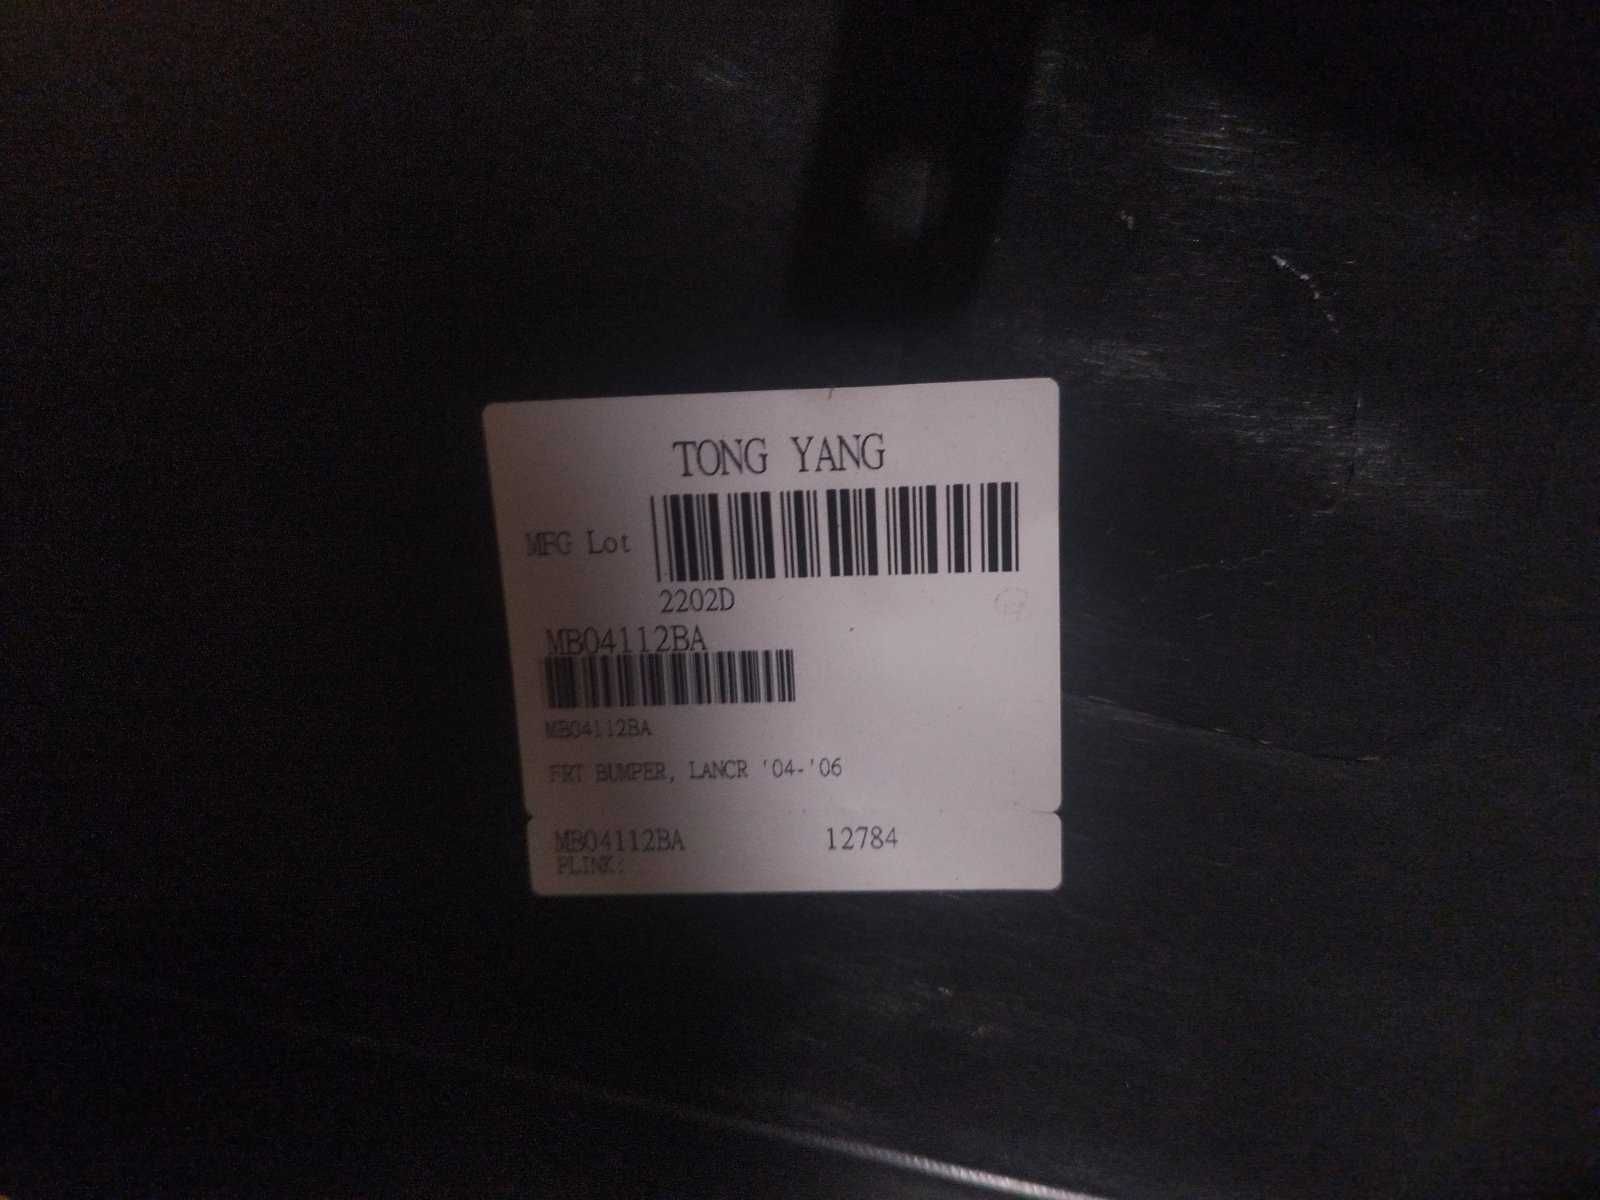 TONG YANG
MFG Lot
2202D
MB04112BA
MB04112BA
FRT BUMPER, LANCR '04-'06
MB04112BA 12784
PLINK: